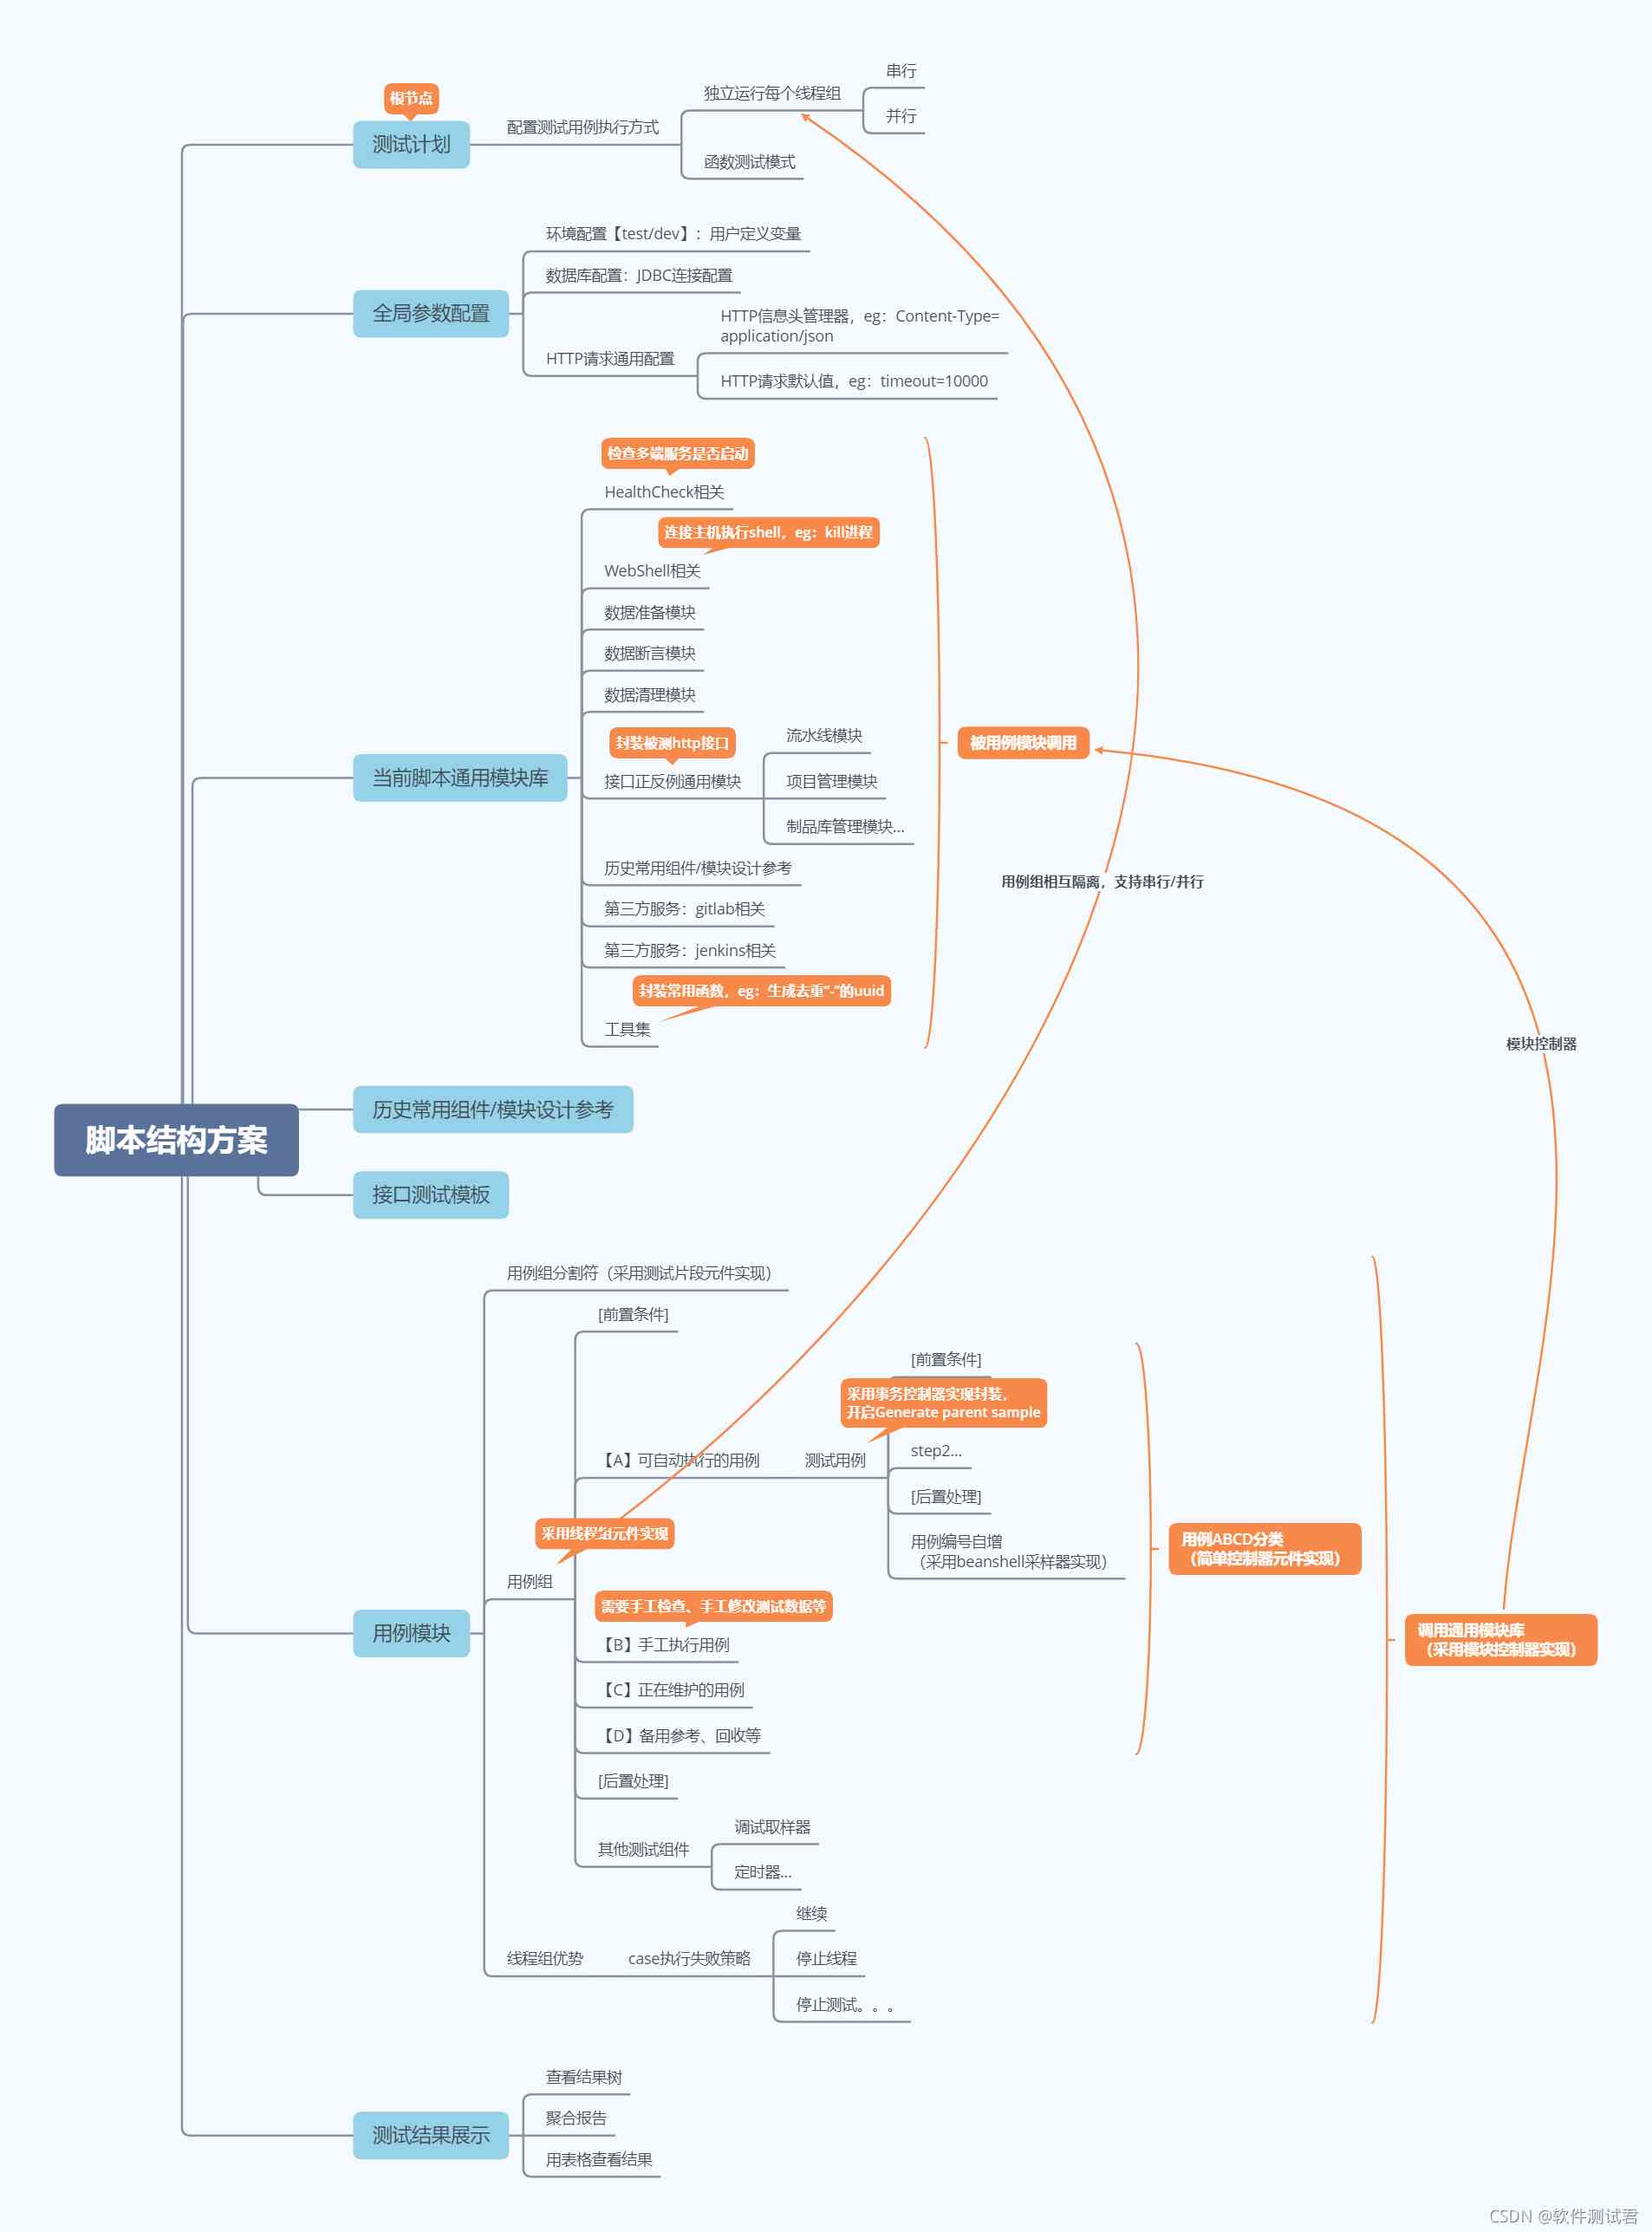 脚本结构方案
根节点
测试计划
配置测试用例执行方式
独立运行每个线程组
串行
并行
函数测试模式
全局参数配置
环境配置【test/dev】：用户定义变量
数据库配置：JDBC连接配置
HTTP请求通用配置
HTTP信息头管理器，eg：Content-Type=
application/json
HTTP请求默认值，eg：timeout=10000
当前脚本通用模块库
检查多端服务是否启动
HealthCheck相关
连接主机执行shell，eg：kill进程
WebShell相关
数据准备模块
数据断言模块
数据清理模块
封装被测http接口
接口正反例通用模块
流水线模块
项目管理模块
制品库管理模块...
历史常用组件/模块设计参考
第三方服务：gitlab相关
第三方服务：jenkins相关
封装常用函数，eg：生成去重“-”的uuid
工具集
被用例模块调用
用例组相互隔离，支持串行/并行
模块控制器
历史常用组件/模块设计参考
接口测试模板
用例模块
用例组分割符（采用测试片段元件实现）
采用线程组元件实现
用例组
[前置条件]
【A】可自动执行的用例
采用事务控制器实现封装，
开启Generate parent sample
测试用例
[前置条件]
step2...
[后置处理]
用例编号自增
（采用beanshell采样器实现）
需要手工检查、手工修改测试数据等
【B】手工执行用例
【C】正在维护的用例
【D】备用参考、回收等
[后置处理]
其他测试组件
调试取样器
定时器...
用例ABCD分类
（简单控制器元件实现）
调用通用模块库
（采用模块控制器实现）
线程组优势
case执行失败策略
继续
停止线程
停止测试。。。
测试结果展示
查看结果树
聚合报告
用表格查看结果
CSDN @软件测试君